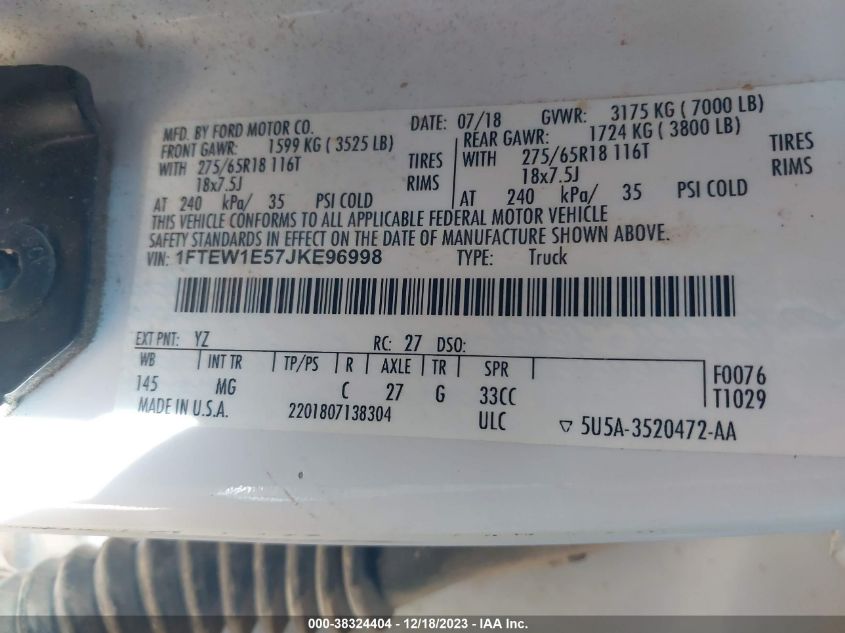 MFD. BY FORD MOTOR CO. DATE: 07/18 GVWR: 3175 KG ( 7000 LB)
FRONT GAWR: 1599 KG ( 3525 LB) REAR GAWR: 1724 KG ( 3800 LB)
WITH 275/65R18 116T TIRES WITH 275/65R18 116T TIRES
18x7.5J RIMS 18x7.5J RIMS
AT 240 kPa/ 35 PSI COLD AT 240 kPa/ 35 PSI COLD
THIS VEHICLE CONFORMS TO ALL APPLICABLE FEDERAL MOTOR VEHICLE
SAFETY STANDARDS IN EFFECT ON THE DATE OF MANUFACTURE SHOWN ABOVE.
VIN: 1FTEW1E57JKE96998 TYPE: Truck
EXT PNT: YZ RC: 27 DSO:
WB INT TR TP/PS R AXLE TR SPR F0076
145 MG C 27 G 33CC T1029
MADE IN U.S.A. 2201807138304 ULC ▽ 5U5A-3520472-AA
000-38324404 - 12/18/2023 - IAA Inc.